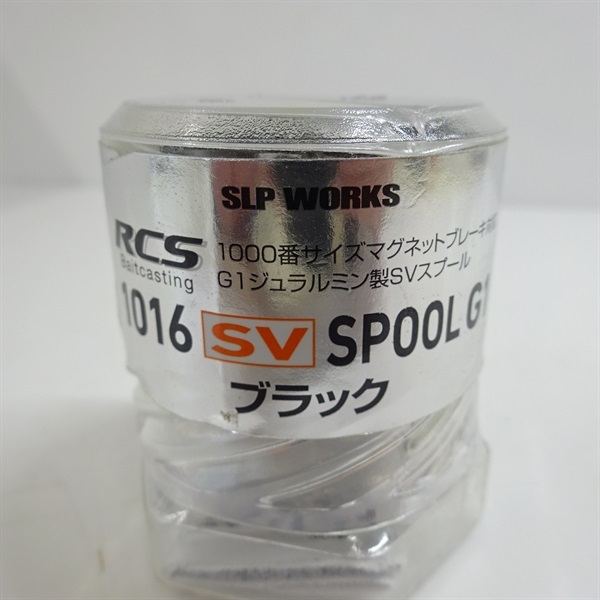 SLP WORKS
RCS
Baitcasting
1000番サイズマグネットブレーキ
G1ジュラルミン製SVスプール
1016 SV SPOOL G1
ブラック